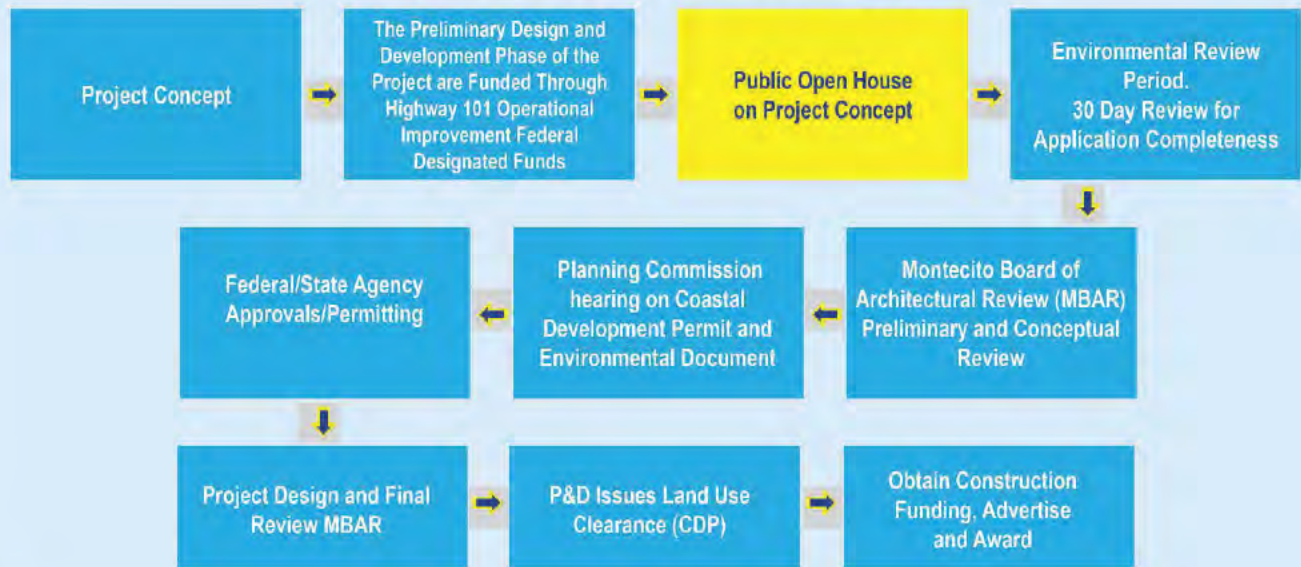 Project Concept
The Preliminary Design and
Development Phase of the
Project are Funded Through
Highway 101 Operational
Improvement Federal
Designated Funds
Public Open House
on Project Concept
Environmental Review
Period.
30 Day Review for
Application Completeness
Montecito Board of
Architectural Review (MBAR)
Preliminary and Conceptual
Review
Planning Commission
hearing on Coastal
Development Permit and
Environmental Document
Federal/State Agency
Approvals/Permitting
Project Design and Final
Review MBAR
P&D Issues Land Use
Clearance (CDP)
Obtain Construction
Funding, Advertise
and Award